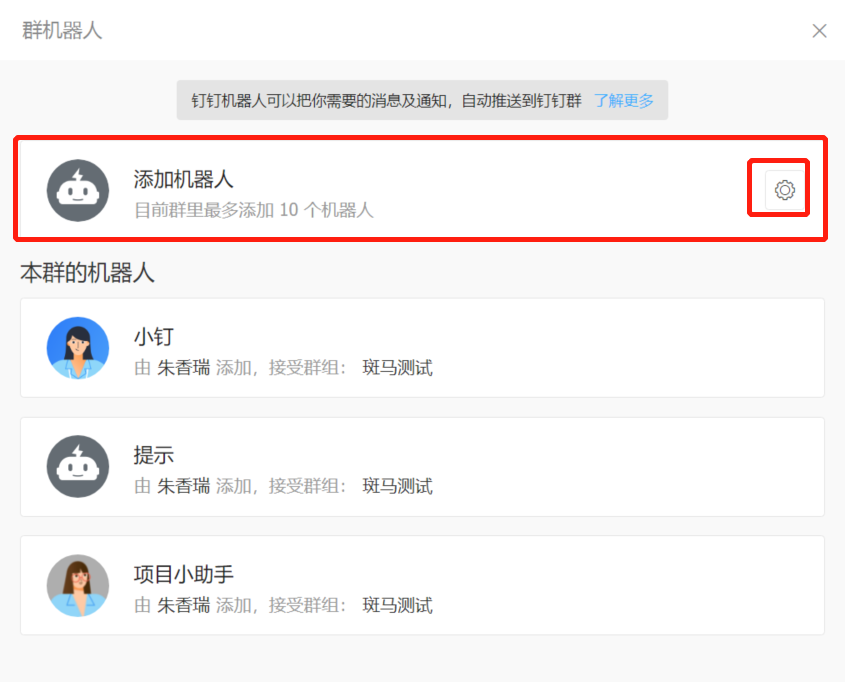 群机器人
钉钉机器人可以把你需要的消息及通知，自动推送到钉钉群 了解更多
添加机器人
目前群里最多添加 10 个机器人
本群的机器人
小钉
由 朱香瑞 添加，接受群组： 斑马测试
提示
由 朱香瑞 添加，接受群组： 斑马测试
项目小助手
由 朱香瑞 添加，接受群组： 斑马测试